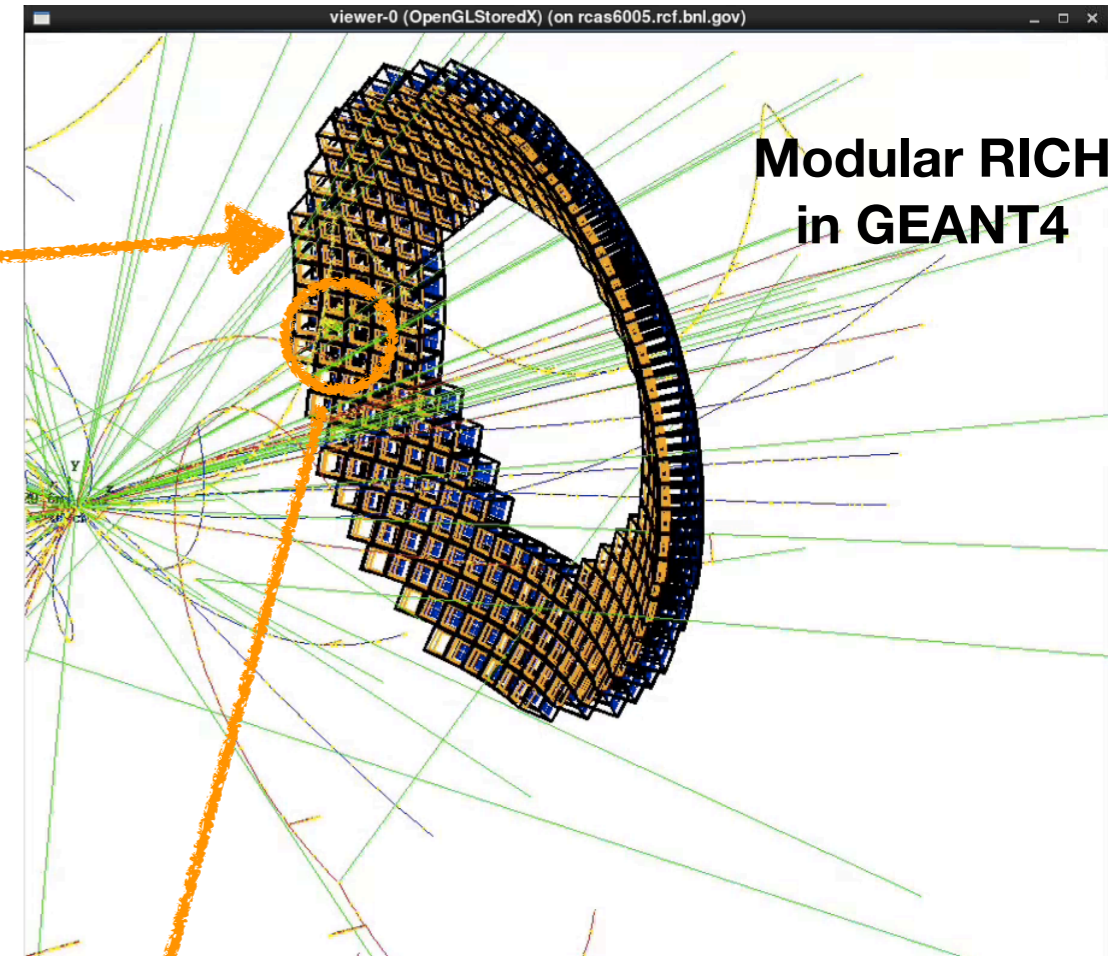 viewer-0 (OpenGLStoredX) (on rcas6005.rcf.bnl.gov)
Modular RICH
in GEANT4
Y
Z